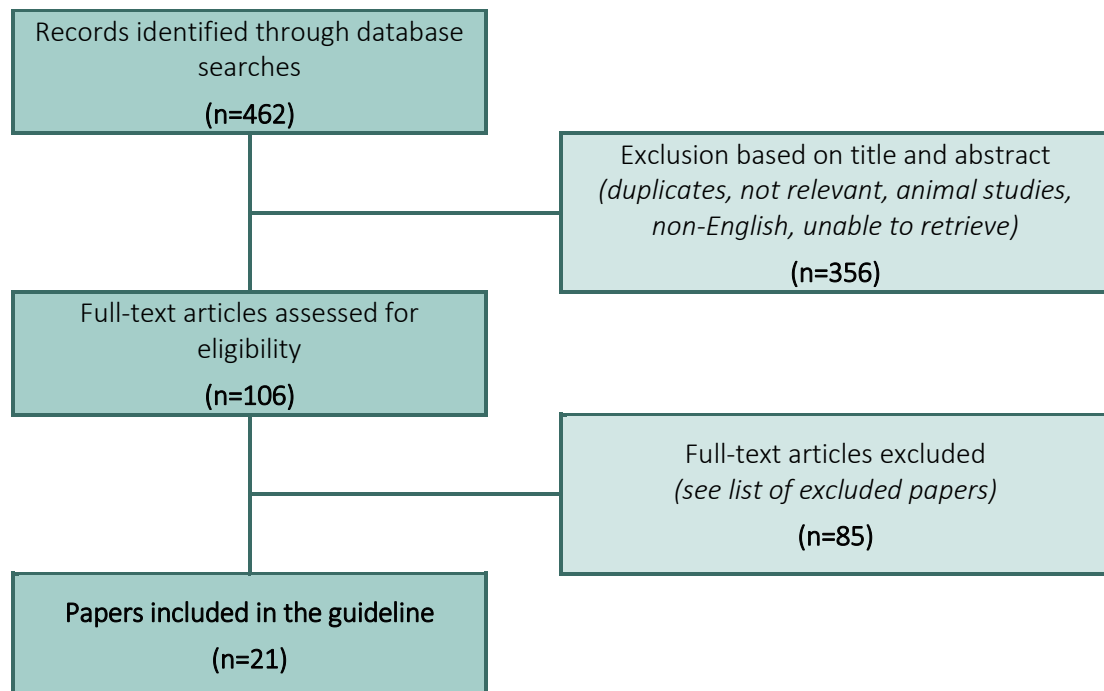 Records identified through database
searches
(n=462)
Exclusion based on title and abstract
(duplicates, not relevant, animal studies,
non-English, unable to retrieve)
(n=356)
Full-text articles assessed for
eligibility
(n=106)
Full-text articles excluded
(see list of excluded papers)
(n=85)
Papers included in the guideline
(n=21)